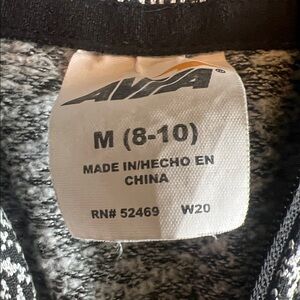 AVIA®
M (8-10)
MADE IN/HECHO EN
CHINA
RN# 52469 W20